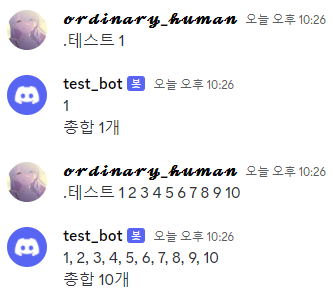 ordinary_human 오늘 오후 10:26
.테스트 1
test_bot 봇 오늘 오후 10:26
1
총합 1개
ordinary_human 오늘 오후 10:26
.테스트 1 2 3 4 5 6 7 8 9 10
test_bot 봇 오늘 오후 10:26
1, 2, 3, 4, 5, 6, 7, 8, 9, 10
총합 10개